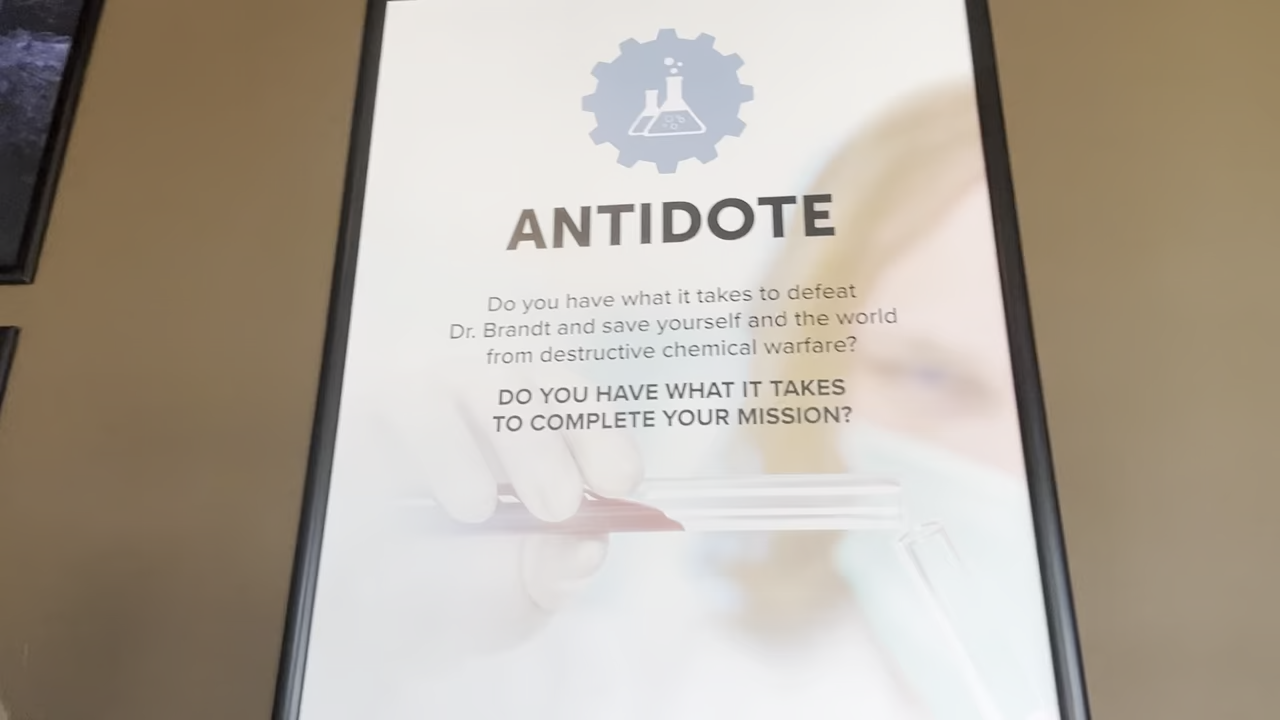 ANTIDOTE
Do you have what it takes to defeat
Dr. Brandt and save yourself and the world
from destructive chemical warfare?
DO YOU HAVE WHAT IT TAKES
TO COMPLETE YOUR MISSION?